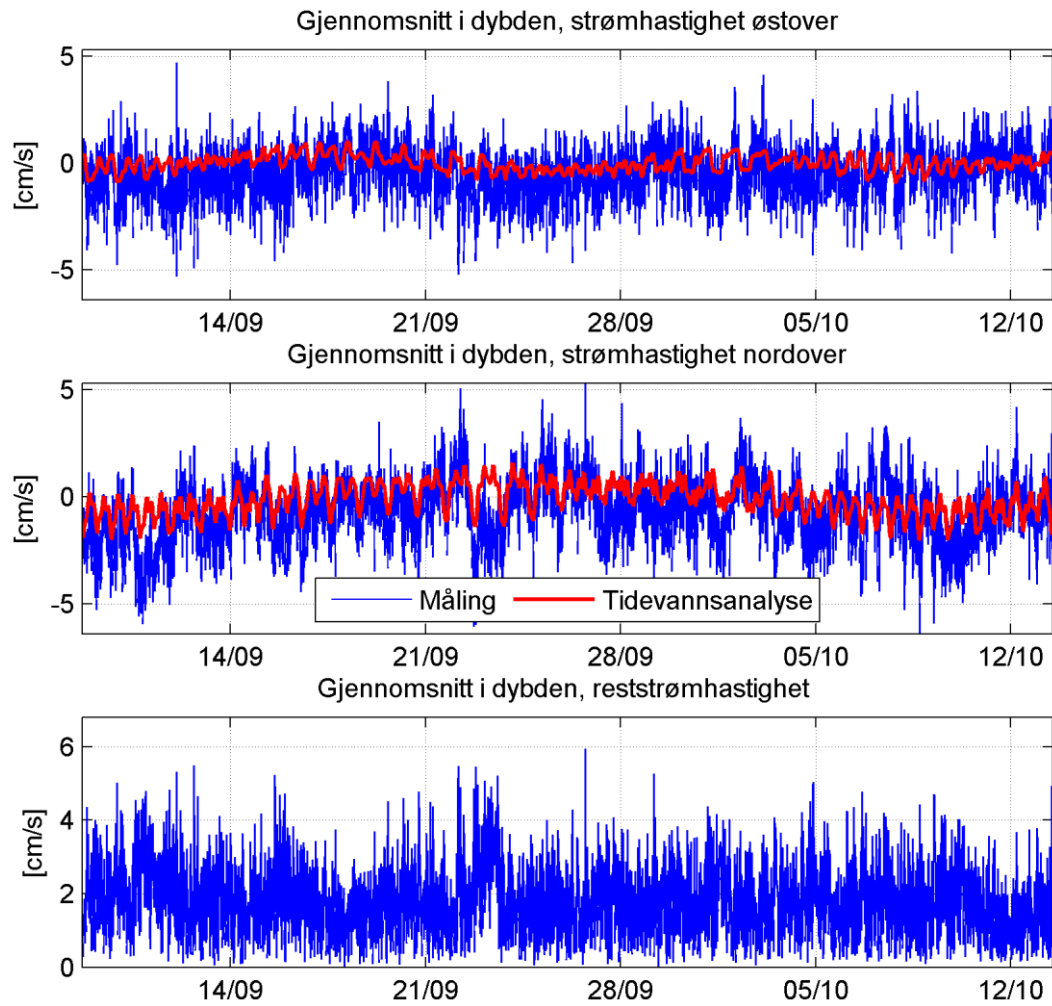 Gjennomsnitt i dybden, strømhastighet østover
5
0
-5
[cm/s]
14/09 21/09 28/09 05/10 12/10
Gjennomsnitt i dybden, strømhastighet nordover
5
0
-5
[cm/s]
Måling Tidevannsanalyse
14/09 21/09 28/09 05/10 12/10
Gjennomsnitt i dybden, reststrømhastighet
6
4
2
0
[cm/s]
14/09 21/09 28/09 05/10 12/10